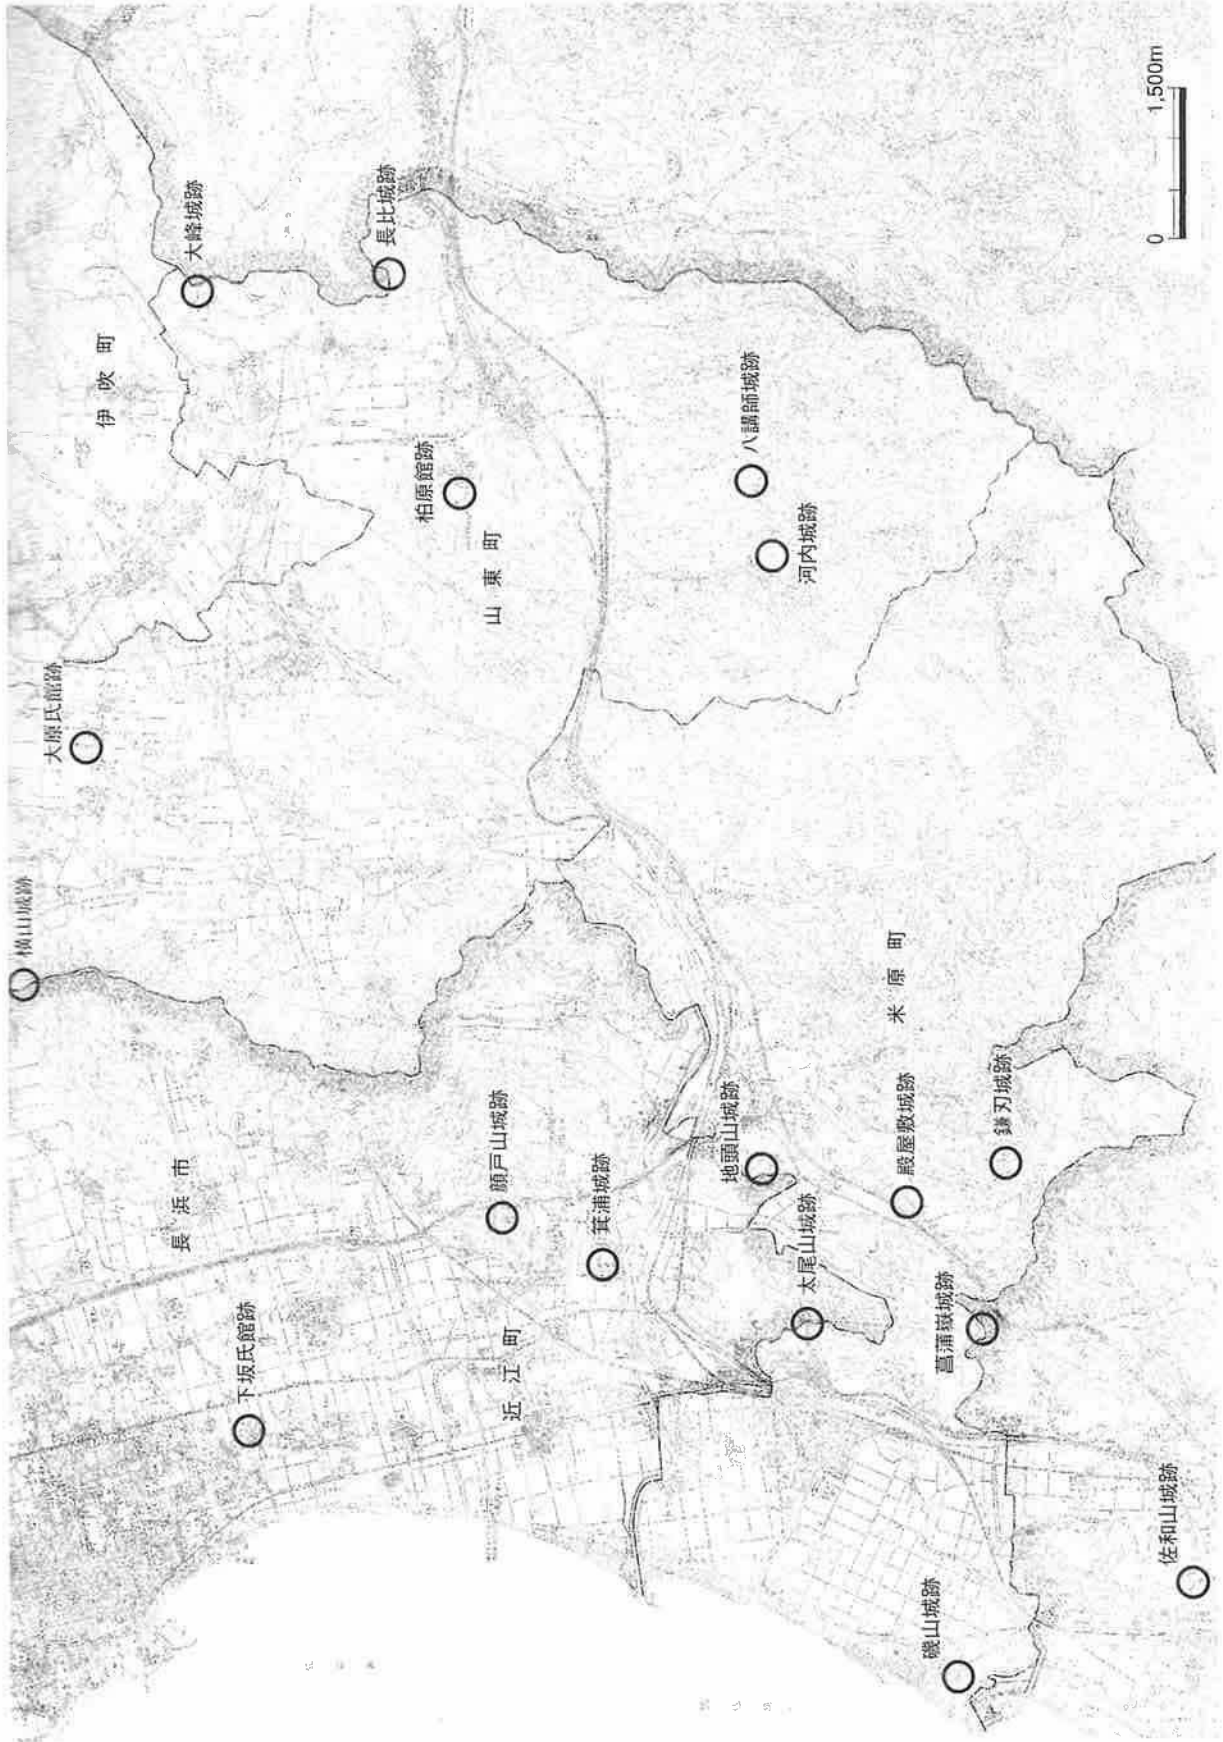 横山城跡
大原氏館跡
伊吹町
大峰城跡
長比城跡
柏原館跡
山東町
八講師城跡
河内城跡
長浜市
下坂氏館跡
顔戸山城跡
箕浦城跡
近江町
地頭山城跡
太尾山城跡
米原町
殿屋敷城跡
鎌刃城跡
菖蒲嶽城跡
磯山城跡
佐和山城跡
0 1,500m